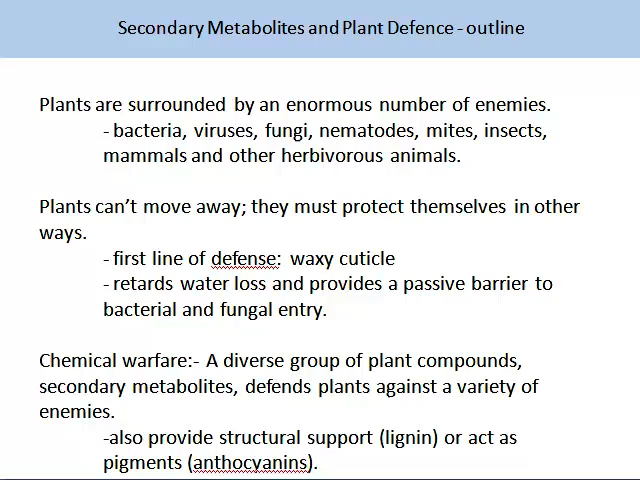 Secondary Metabolites and Plant Defence - outline
Plants are surrounded by an enormous number of enemies.
- bacteria, viruses, fungi, nematodes, mites, insects,
mammals and other herbivorous animals.
Plants can’t move away; they must protect themselves in other
ways.
- first line of defense: waxy cuticle
- retards water loss and provides a passive barrier to
bacterial and fungal entry.
Chemical warfare:- A diverse group of plant compounds,
secondary metabolites, defends plants against a variety of
enemies.
-also provide structural support (lignin) or act as
pigments (anthocyanins).